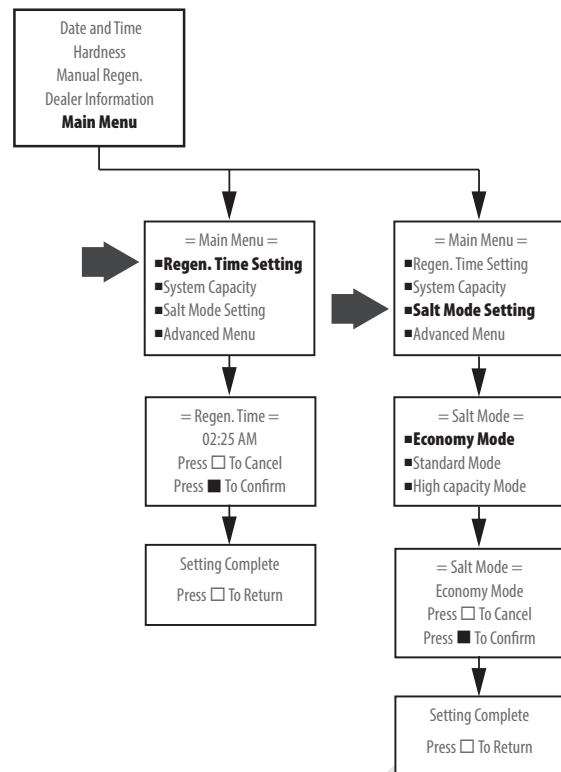 Date and Time
Hardness
Manual Regen.
Dealer Information
Main Menu
= Main Menu =
■Regen. Time Setting
■System Capacity
■Salt Mode Setting
■Advanced Menu
= Regen. Time =
02:25 AM
Press □ To Cancel
Press ■ To Confirm
Setting Complete
Press □ To Return
= Main Menu =
■Regen. Time Setting
■System Capacity
■Salt Mode Setting
■Advanced Menu
= Salt Mode =
■Economy Mode
■Standard Mode
■High capacity Mode
= Salt Mode =
Economy Mode
Press □ To Cancel
Press ■ To Confirm
Setting Complete
Press □ To Return